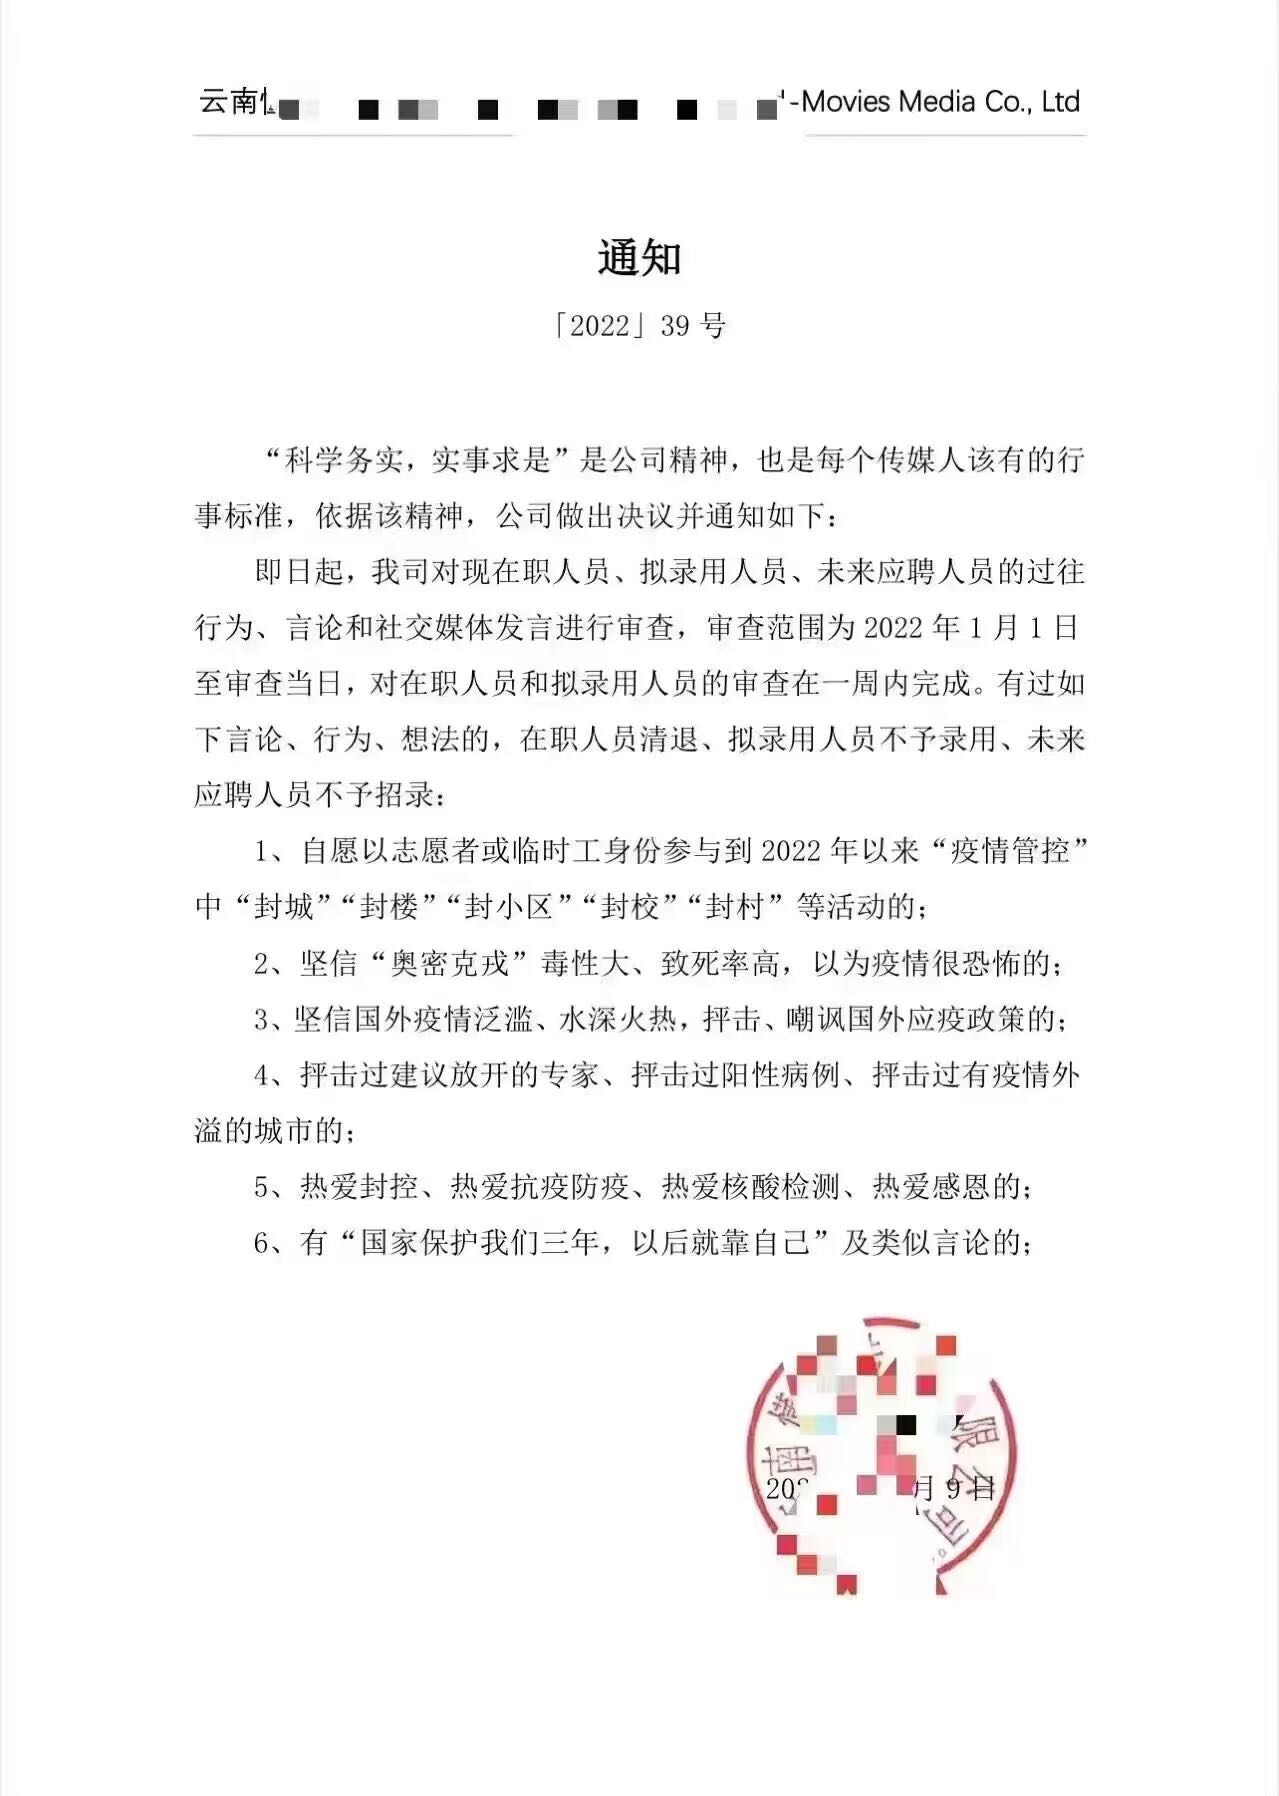 云南
-Movies Media Co., Ltd
通知
「2022」39 号
“科学务实，实事求是”是公司精神，也是每个传媒人该有的行
事标准，依据该精神，公司做出决议并通知如下：
即日起，我司对现在职人员、拟录用人员、未来应聘人员的过往
行为、言论和社交媒体发言进行审查，审查范围为 2022 年 1 月 1 日
至审查当日，对在职人员和拟录用人员的审查在一周内完成。有过如
下言论、行为、想法的，在职人员清退、拟录用人员不予录用、未来
应聘人员不予招录：
1、自愿以志愿者或临时工身份参与到 2022 年以来“疫情管控”
中“封城”“封楼”“封小区”“封校”“封村”等活动的；
2、坚信“奥密克戎”毒性大、致死率高，以为疫情很恐怖的；
3、坚信国外疫情泛滥、水深火热，抨击、嘲讽国外应疫政策的；
4、抨击过建议放开的专家、抨击过阳性病例、抨击过有疫情外
溢的城市的；
5、热爱封控、热爱抗疫防疫、热爱核酸检测、热爱感恩的；
6、有“国家保护我们三年，以后就靠自己”及类似言论的；
南
限公司
月 9 日